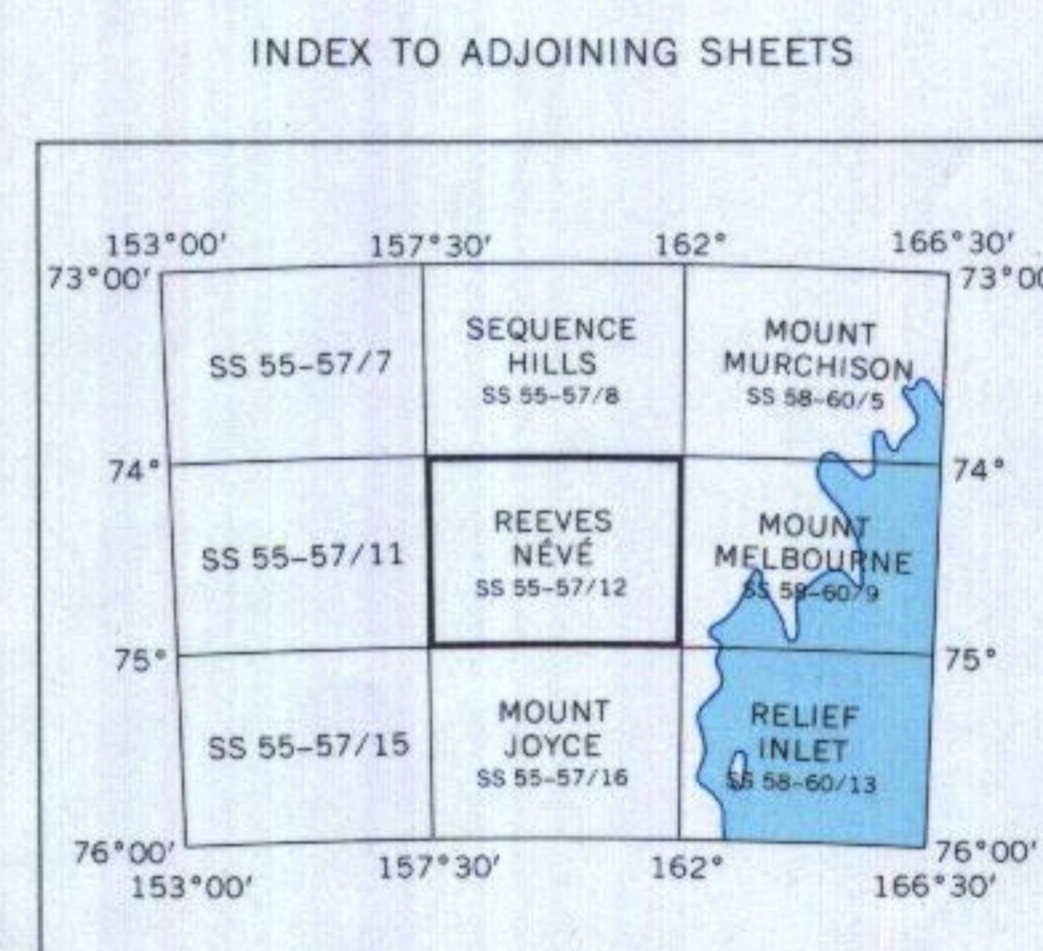 INDEX TO ADJOINING SHEETS
153°00′ 157°30′ 162° 166°30′
73°00′ 73°00
SS 55–57/7
SEQUENCE
HILLS
SS 55–57/8
MOUNT
MURCHISON
SS 58–60/5
74° 74°
SS 55–57/11
REEVES
NÉVÉ
SS 55–57/12
MOUNT
MELBOURNE
SS 58–60/9
75° 75°
SS 55–57/15
MOUNT
JOYCE
SS 55–57/16
RELIEF
INLET
SS 58–60/13
76°00′ 76°00′
153°00′ 157°30′ 162° 166°30′